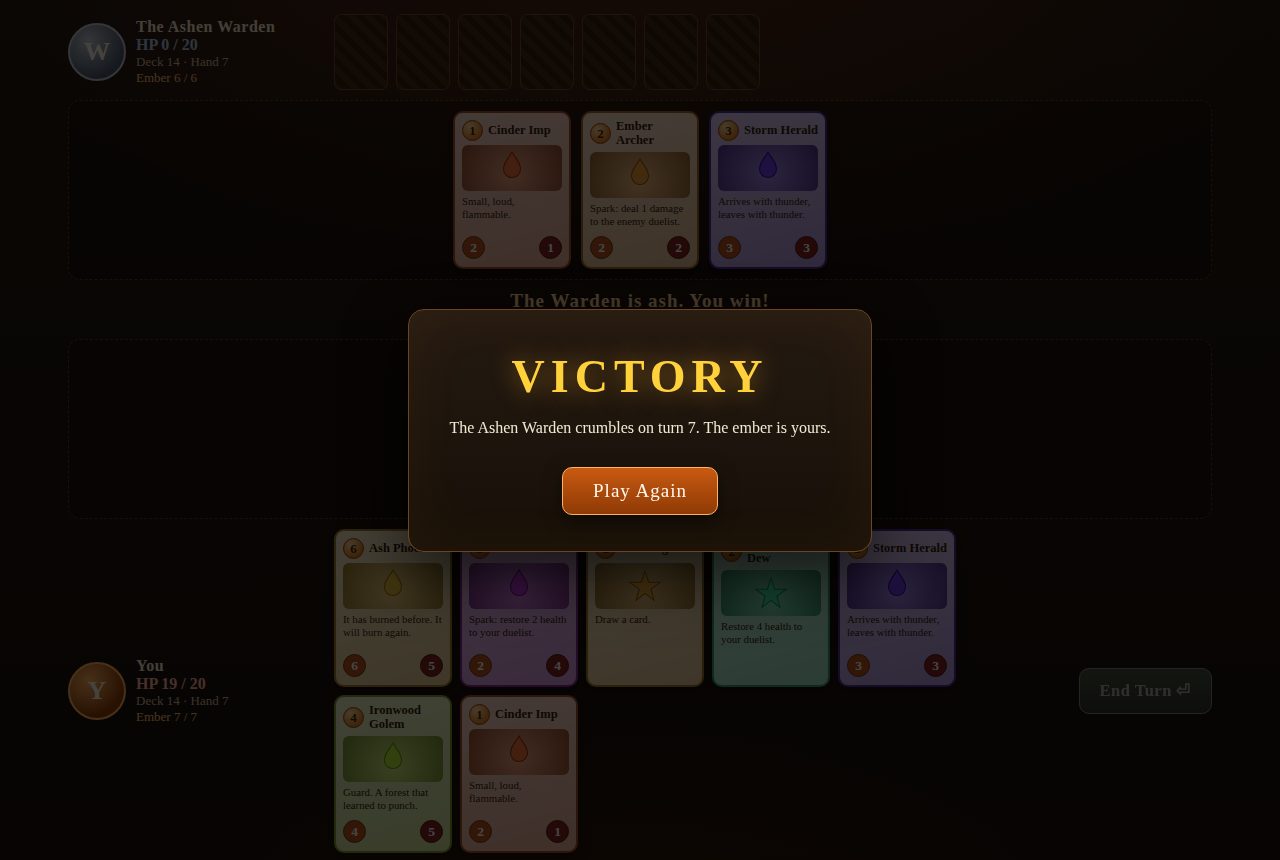 W
The Ashen Warden
HP 0 / 20
Deck 14 · Hand 7
Ember 6 / 6
1 Cinder Imp
Small, loud,
flammable.
2 1
2 Ember
Archer
Spark: deal 1 damage
to the enemy duelist.
2 2
3 Storm Herald
Arrives with thunder,
leaves with thunder.
3 3
The Warden is ash. You win!
VICTORY
The Ashen Warden crumbles on turn 7. The ember is yours.
Play Again
Y
You
HP 19 / 20
Deck 14 · Hand 7
Ember 7 / 7
6 Ash
It has burned before. It
will burn again.
6 5
Spark: restore 2 health
to your duelist.
2 4
Draw a card.
Dew
Restore 4 health to
your duelist.
Storm Herald
Arrives with thunder,
leaves with thunder.
3 3
4 Ironwood
Golem
Guard. A forest that
learned to punch.
4 5
1 Cinder Imp
Small, loud,
flammable.
2 1
End Turn ⏎